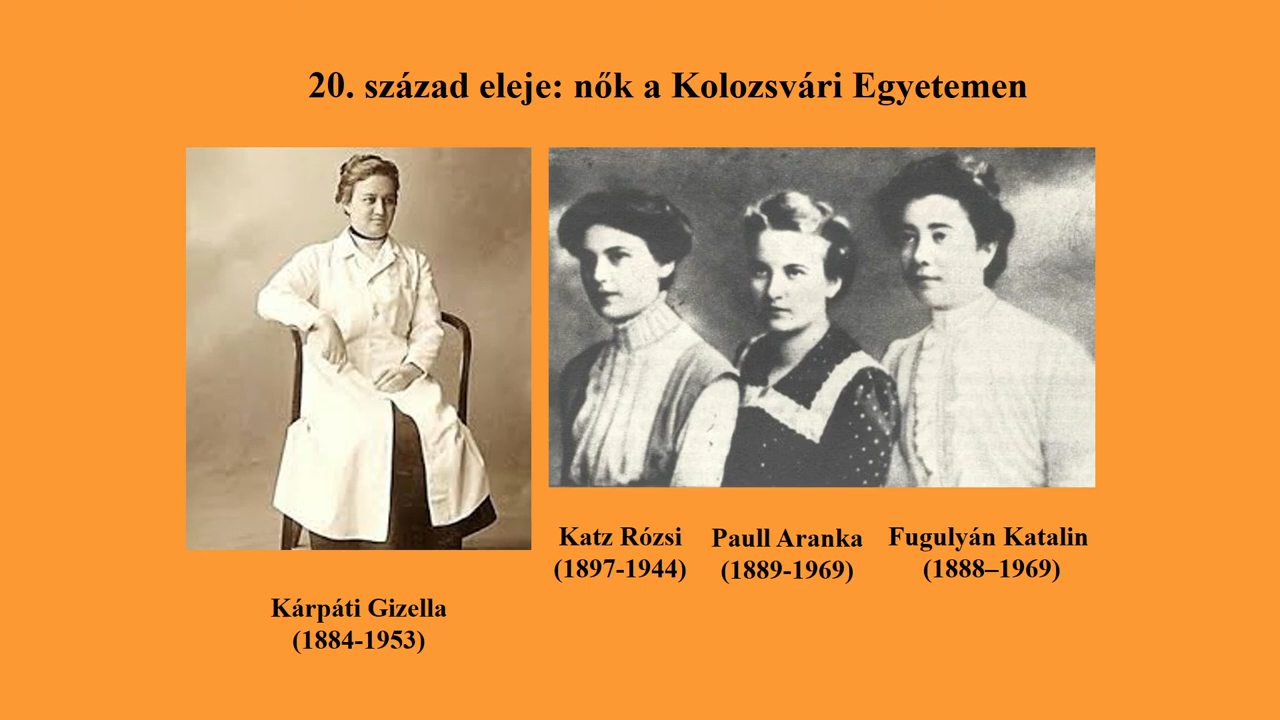 20. század eleje: nők a Kolozsvári Egyetemen
Katz Rózsi
(1897-1944)
Paull Aranka
(1889-1969)
Fugulyán Katalin
(1888–1969)
Kárpáti Gizella
(1884-1953)